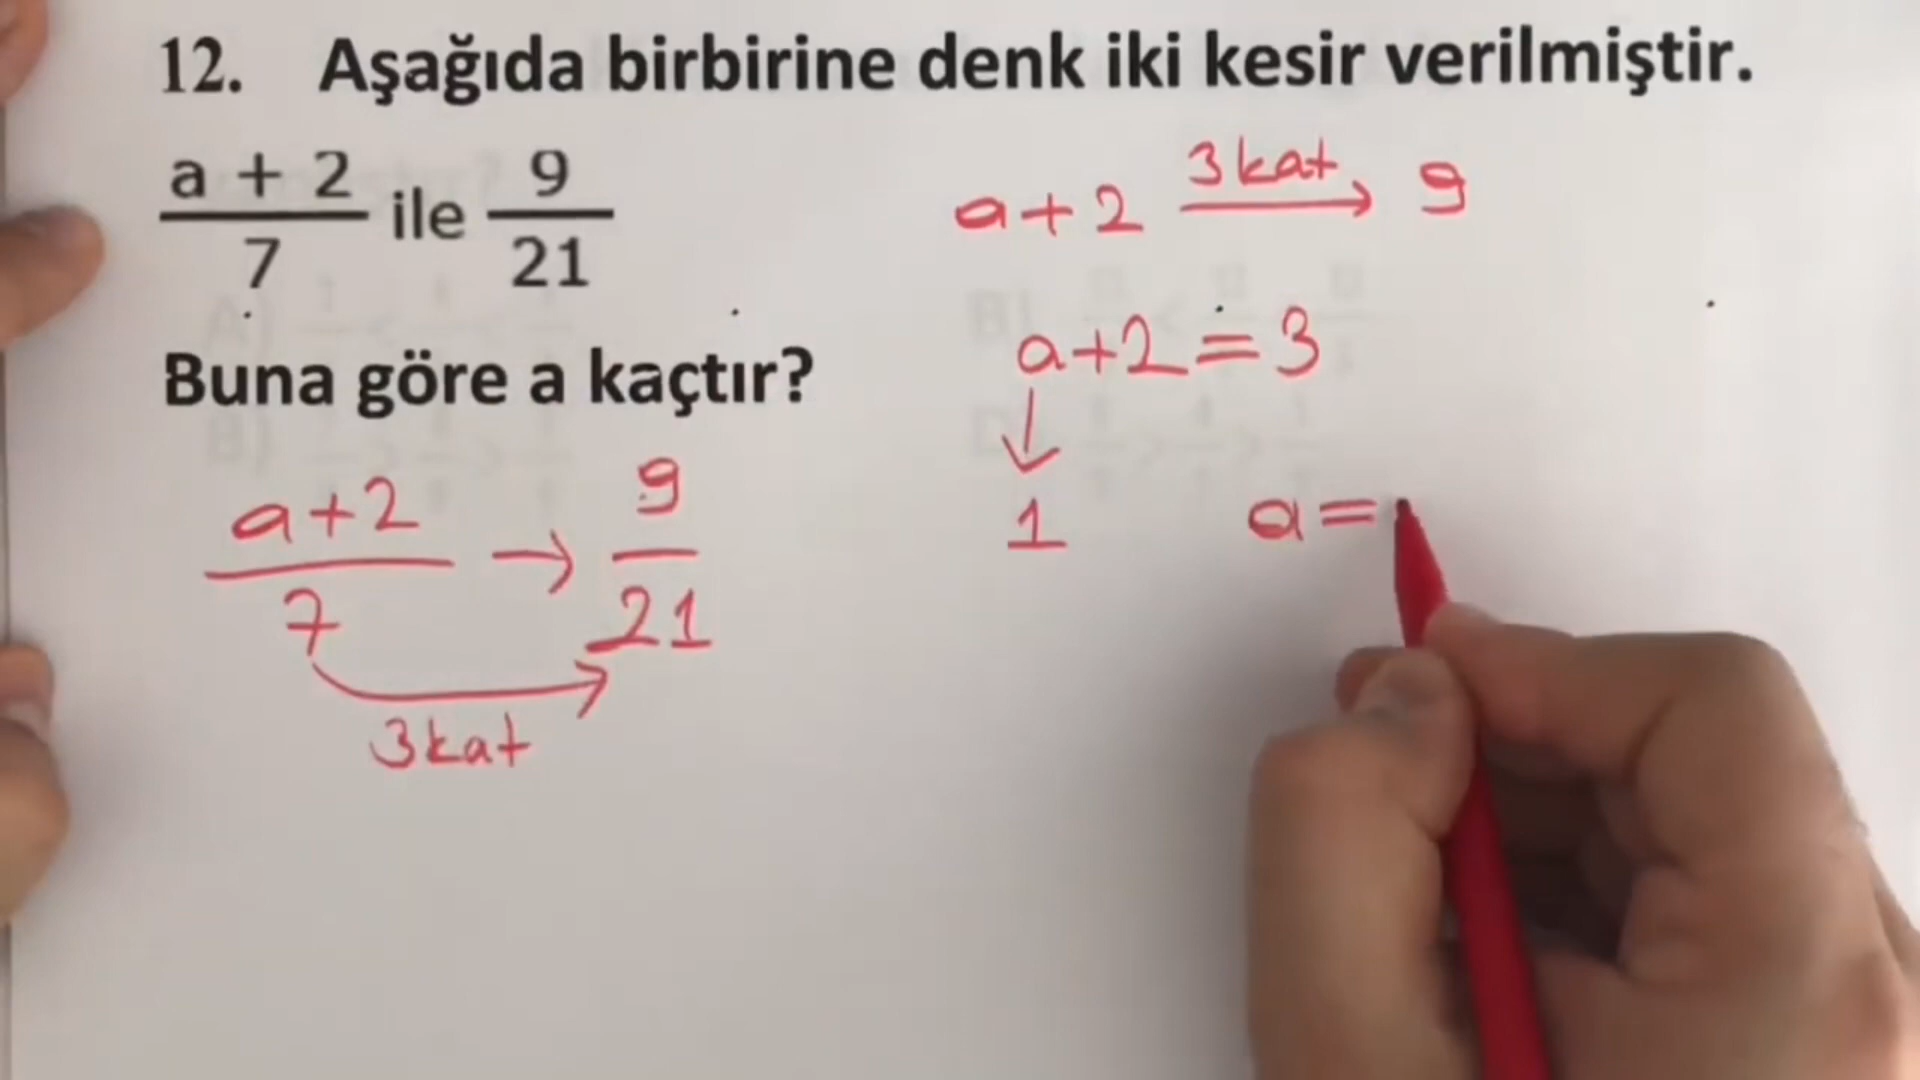 12. Aşağıda birbirine denk iki kesir verilmiştir.
a + 2
7
ile
9
21
Buna göre a kaçtır?
a+2
7
→
9
21
3kat
a+2 3kat → 9
a+2=3
↓
1
a=